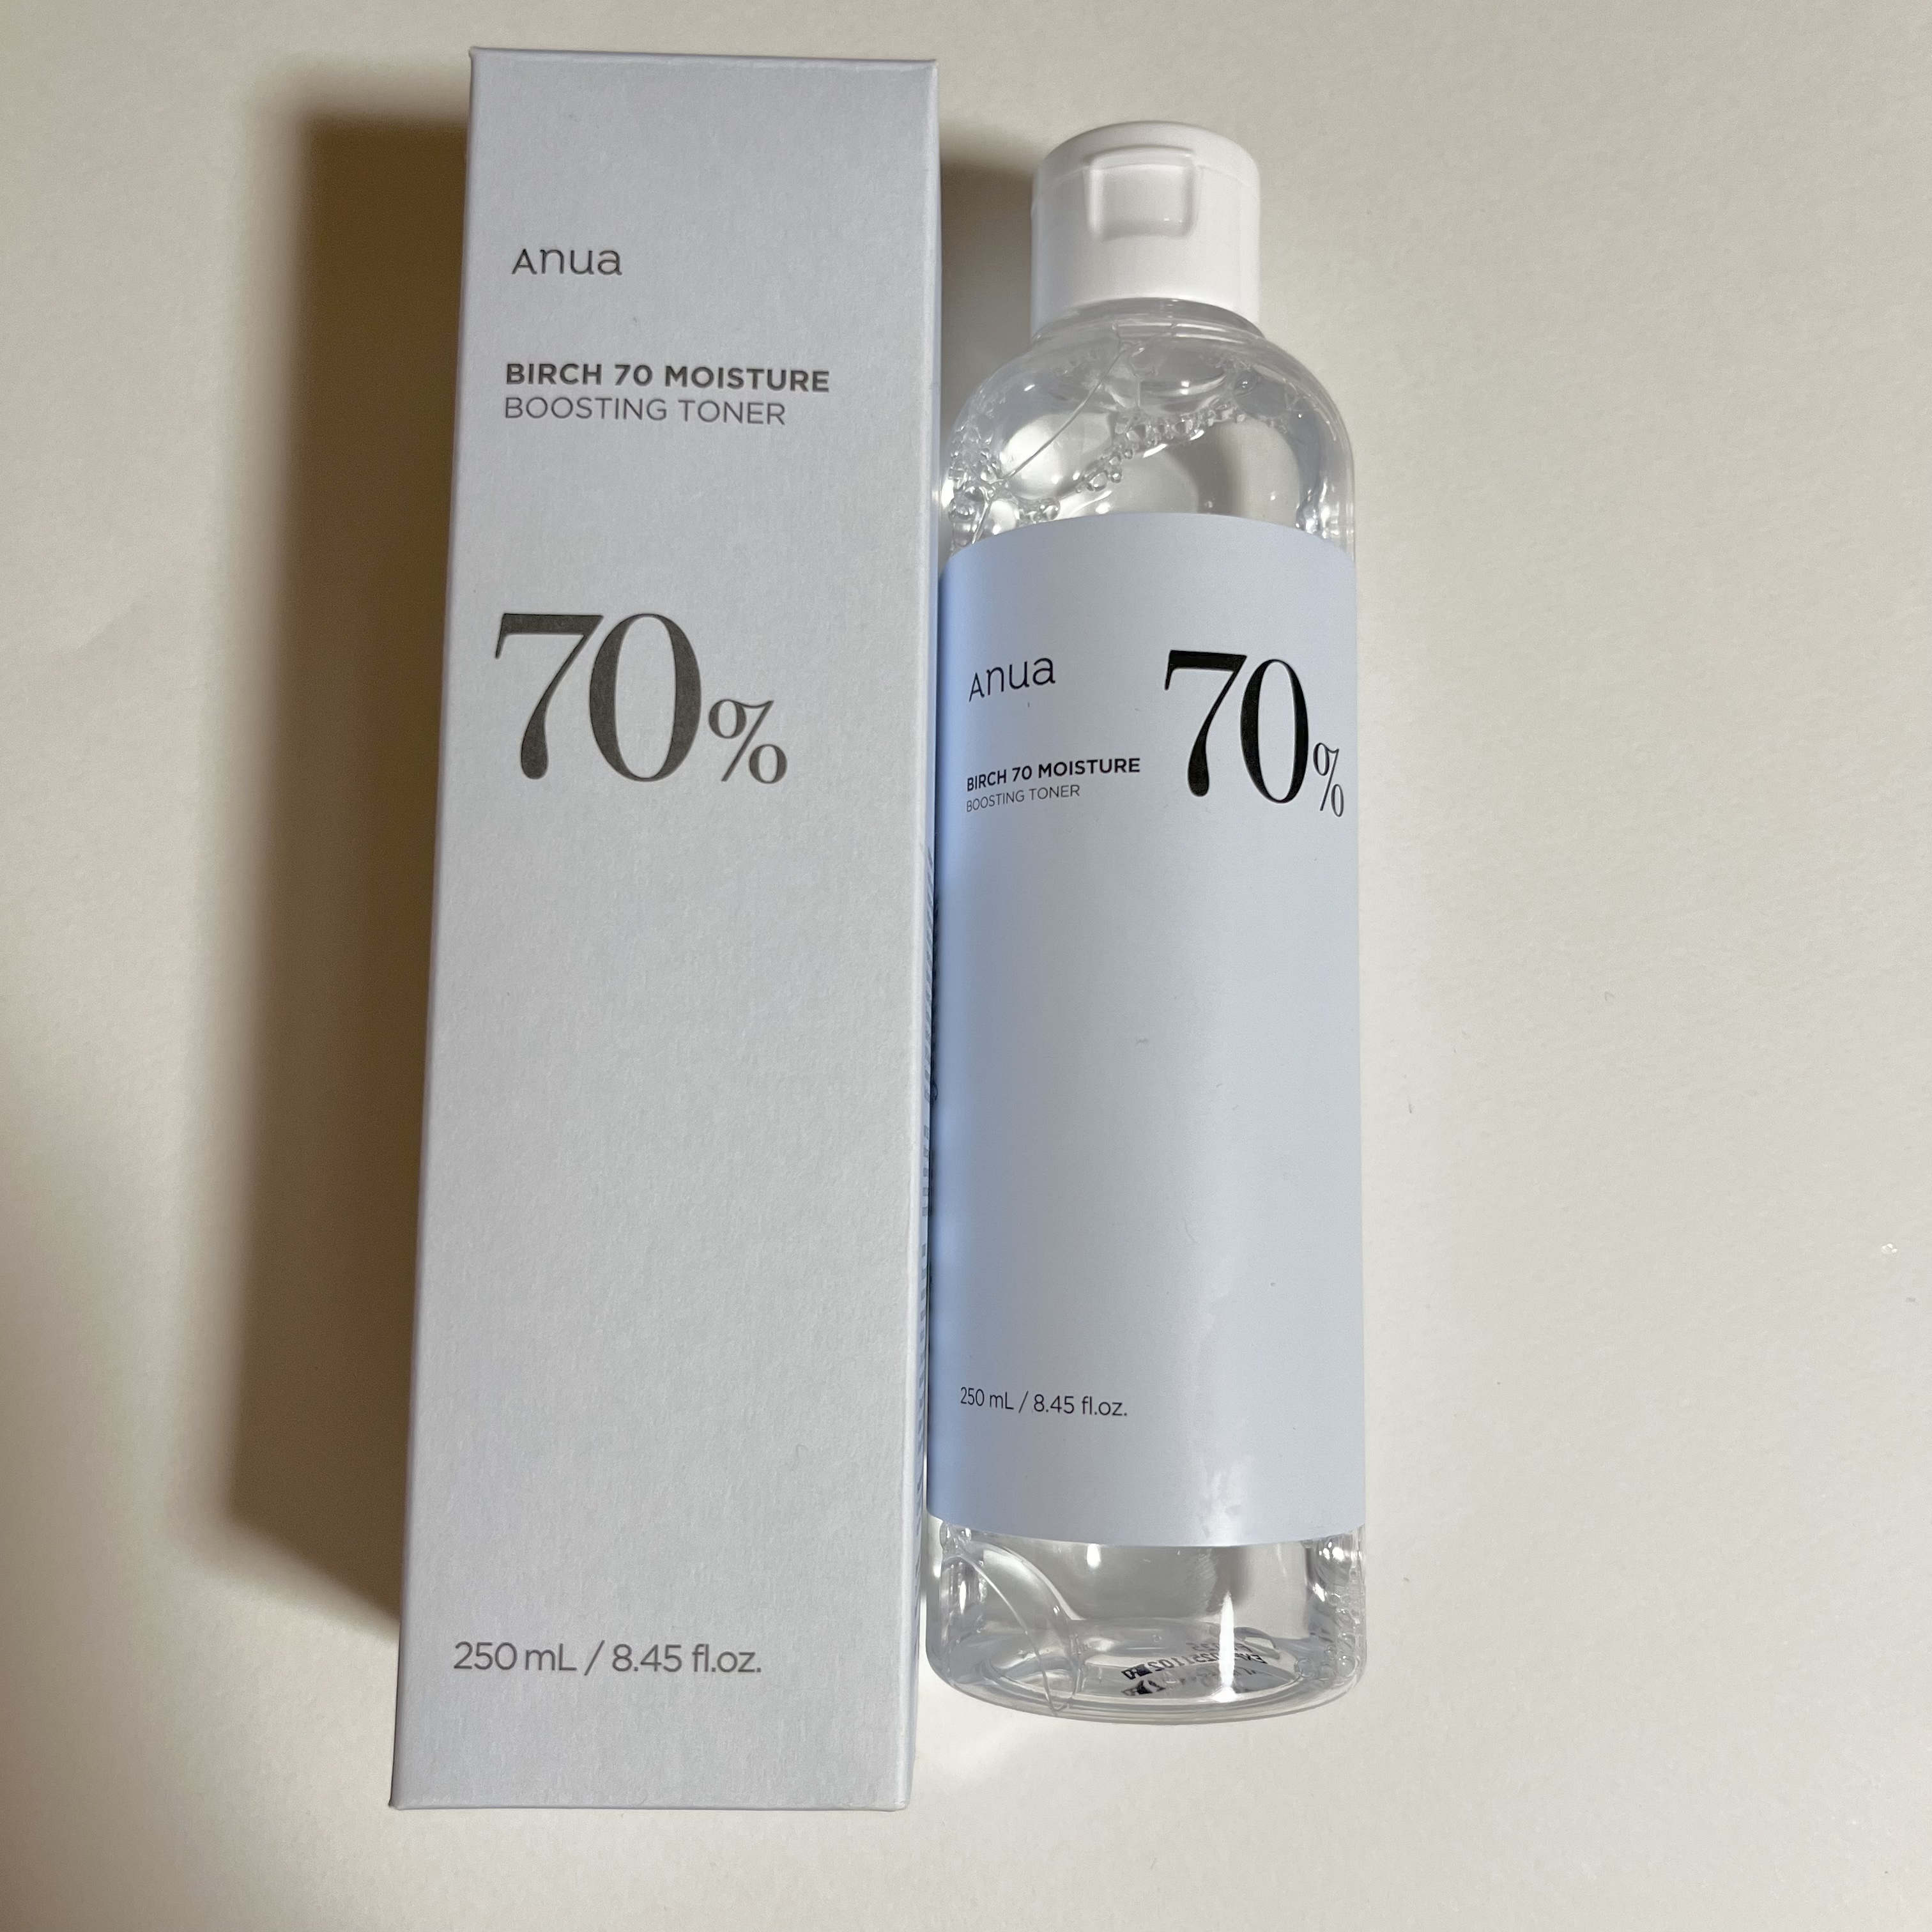 Anua
BIRCH 70 MOISTURE
BOOSTING TONER
70%
250 mL / 8.45 fl.oz.
Anua
70%
BIRCH 70 MOISTURE
BOOSTING TONER
250 mL / 8.45 fl.oz.